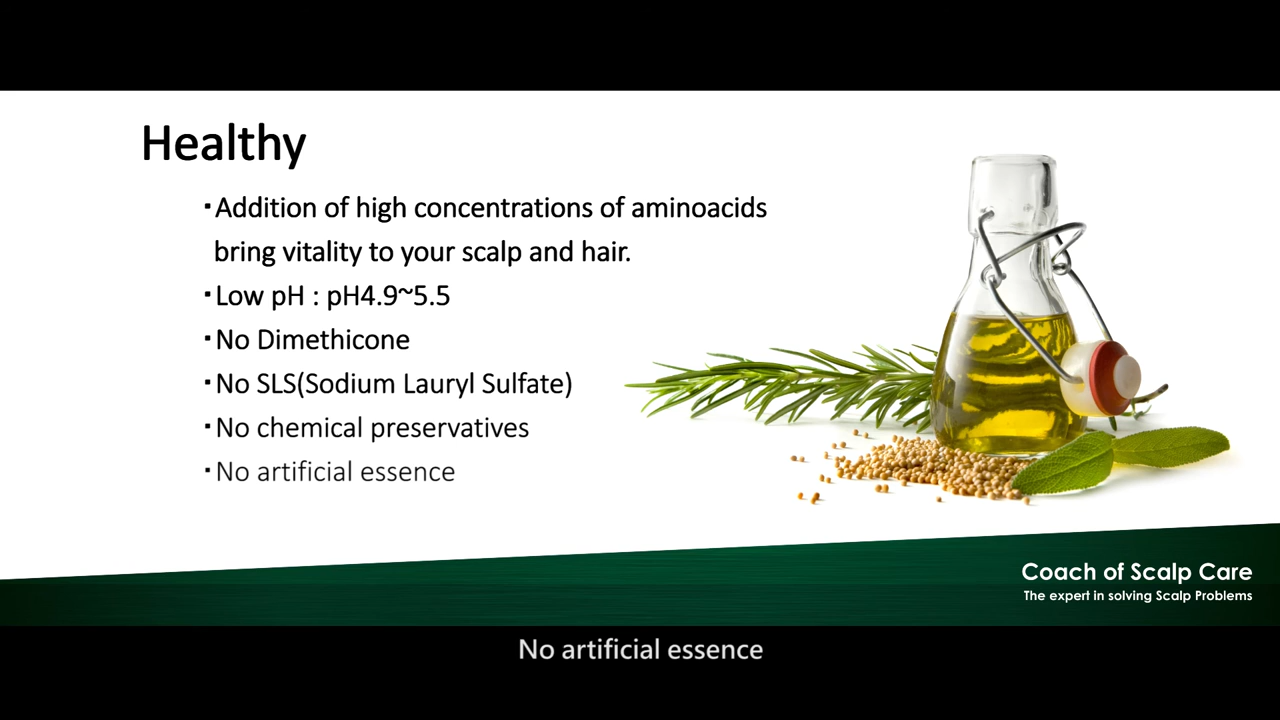 Healthy
▪Addition of high concentrations of aminoacids
bring vitality to your scalp and hair.
▪Low pH : pH4.9~5.5
▪No Dimethicone
▪No SLS(Sodium Lauryl Sulfate)
▪No chemical preservatives
▪No artificial essence
Coach of Scalp Care
The expert in solving Scalp Problems
No artificial essence